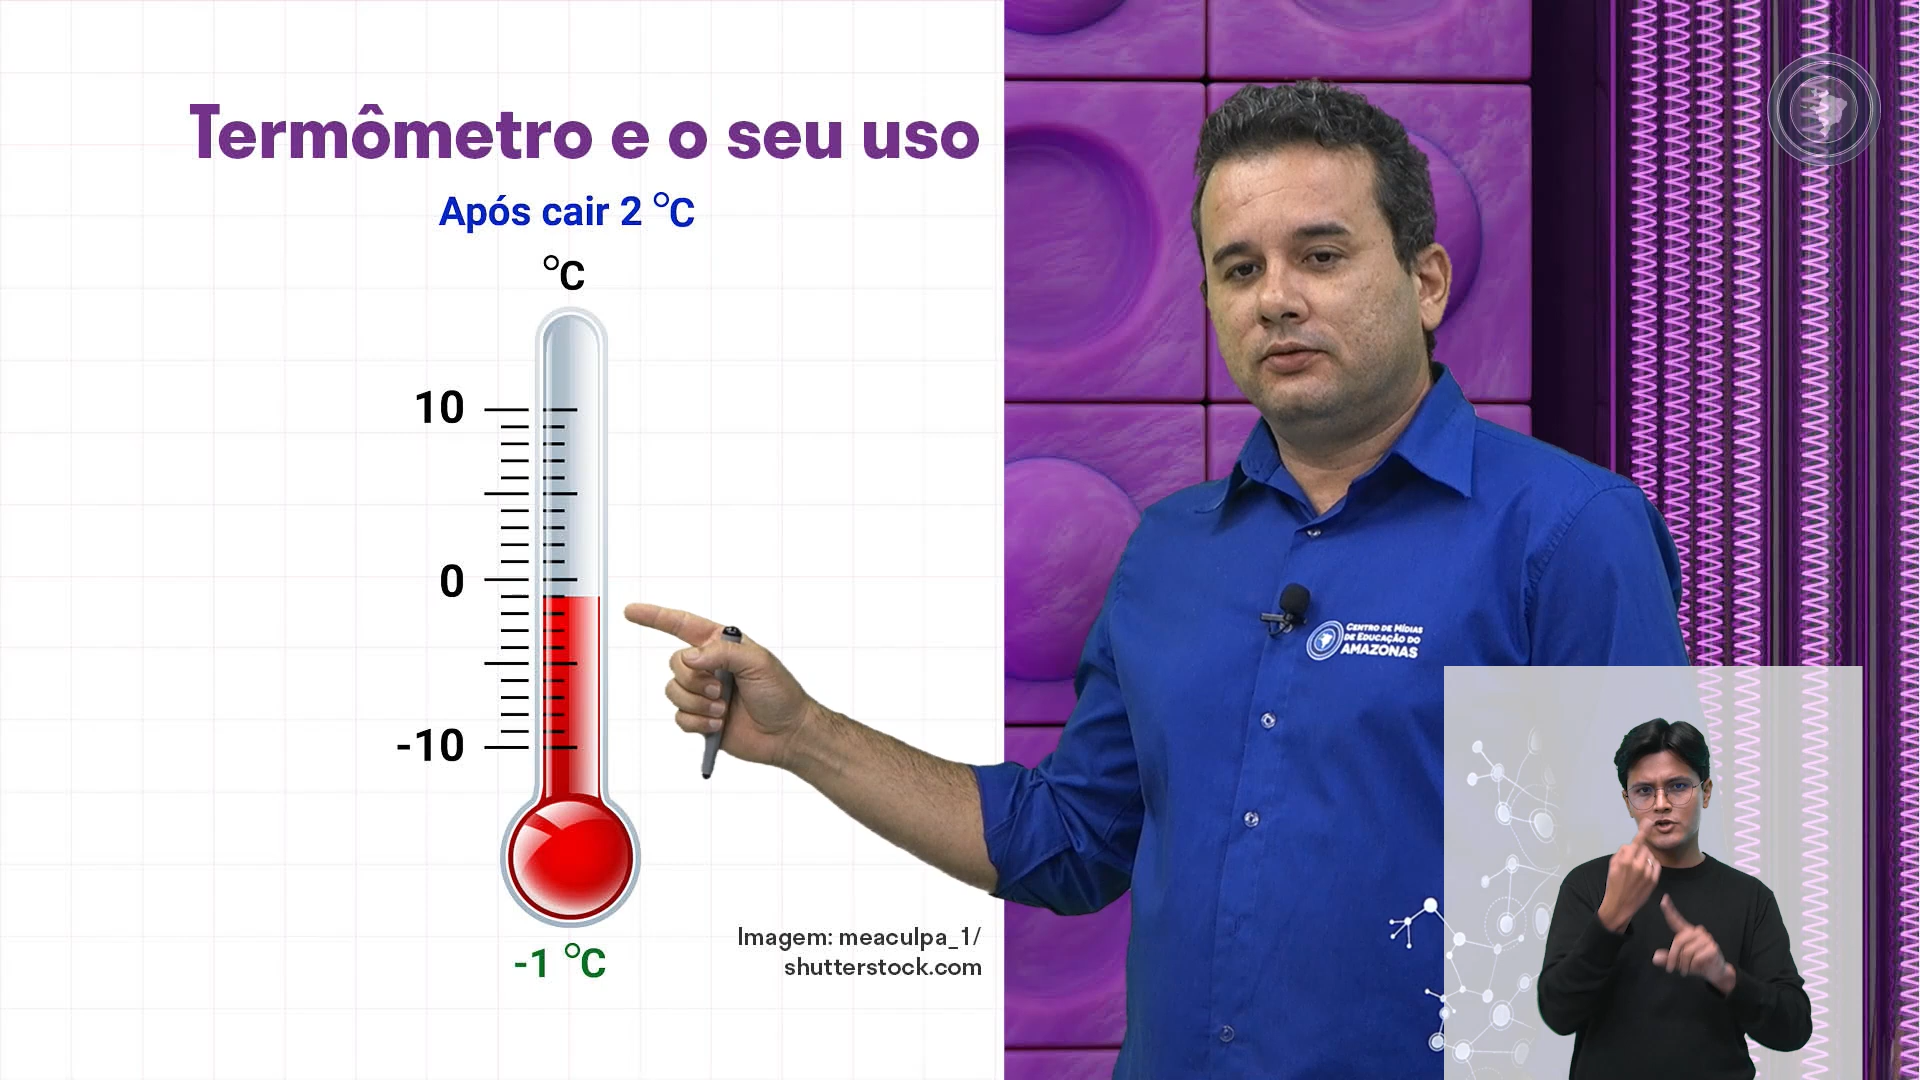 Termômetro e o seu uso
Após cair 2 °C
°C
10
0
-10
-1 °C
Imagem: meaculpa_1/
shutterstock.com
CENTRO DE MÍDIAS
DE EDUCAÇÃO DO
AMAZONAS